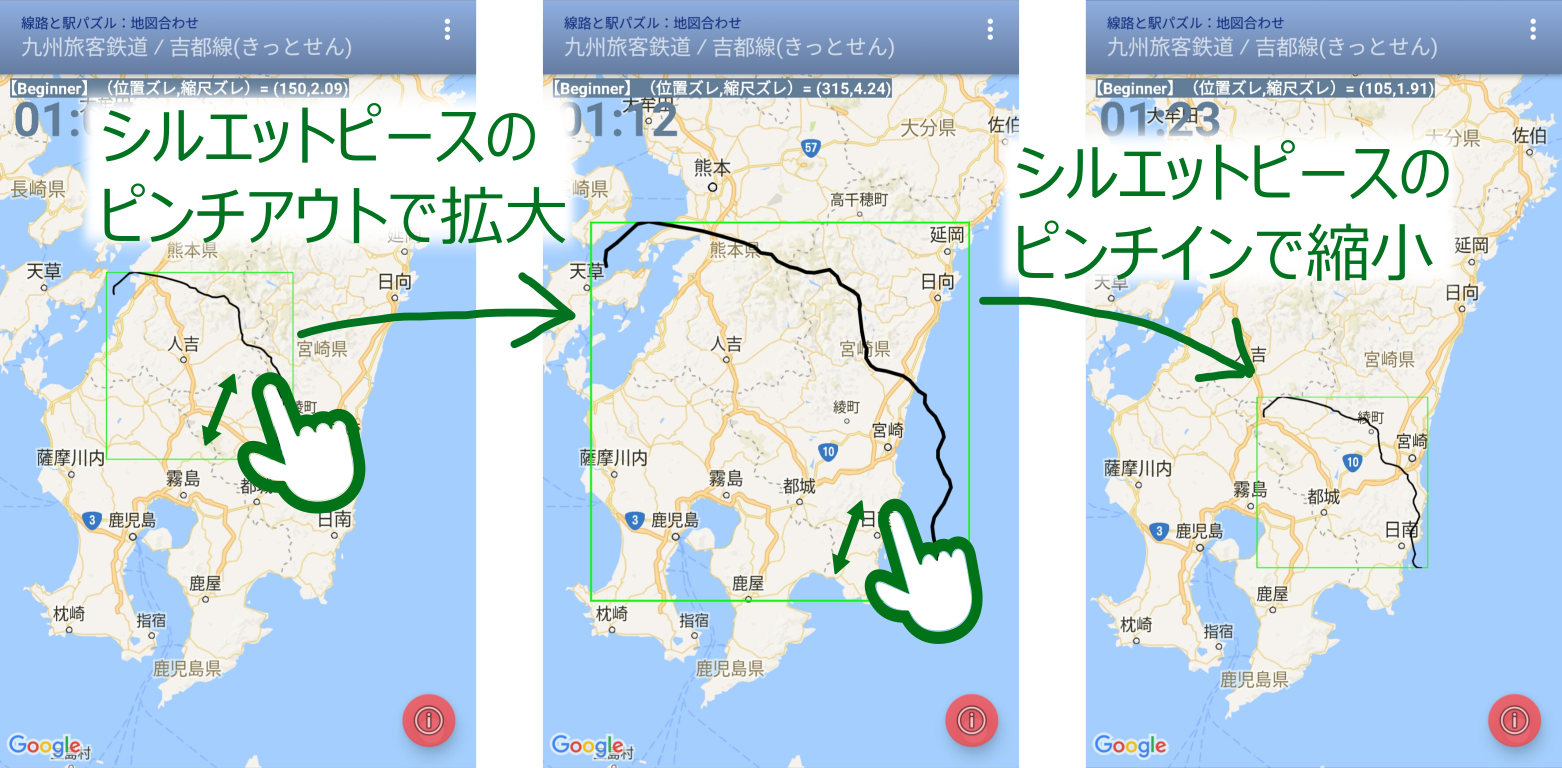 線路と駅パズル：地図合わせ
九州旅客鉄道 / 吉都線(きっとせん)
【Beginner】（位置ズレ,縮尺ズレ）= (150,2.09)
01:
シルエットピースの
ピンチアウトで拡大
長崎県
熊本県
天草
日向
人吉
宮崎県
綾町
薩摩川内
霧島
3
鹿児島
日南
鹿屋
枕崎
指宿
鹿児島県
Google
線路と駅パズル：地図合わせ
九州旅客鉄道 / 吉都線(きっとせん)
【Beginner】（位置ズレ,縮尺ズレ）= (315,4.24)
01:12
大牟田
大分県
佐伯
57
熊本
高千穂町
熊本県
延岡
天草
日向
人吉
宮崎県
綾町
宮崎
10
薩摩川内
霧島
都城
3
鹿児島
鹿屋
枕崎
指宿
鹿児島県
Google
線路と駅パズル：地図合わせ
九州旅客鉄道 / 吉都線(きっとせん)
【Beginner】（位置ズレ,縮尺ズレ）= (105,1.91)
01:23
大牟田
大分県
佐伯
シルエットピースの
ピンチインで縮小
延岡
天草
日向
人吉
宮崎県
綾町
宮崎
10
薩摩川内
霧島
都城
3
鹿児島
日南
鹿屋
枕崎
指宿
鹿児島県
Google